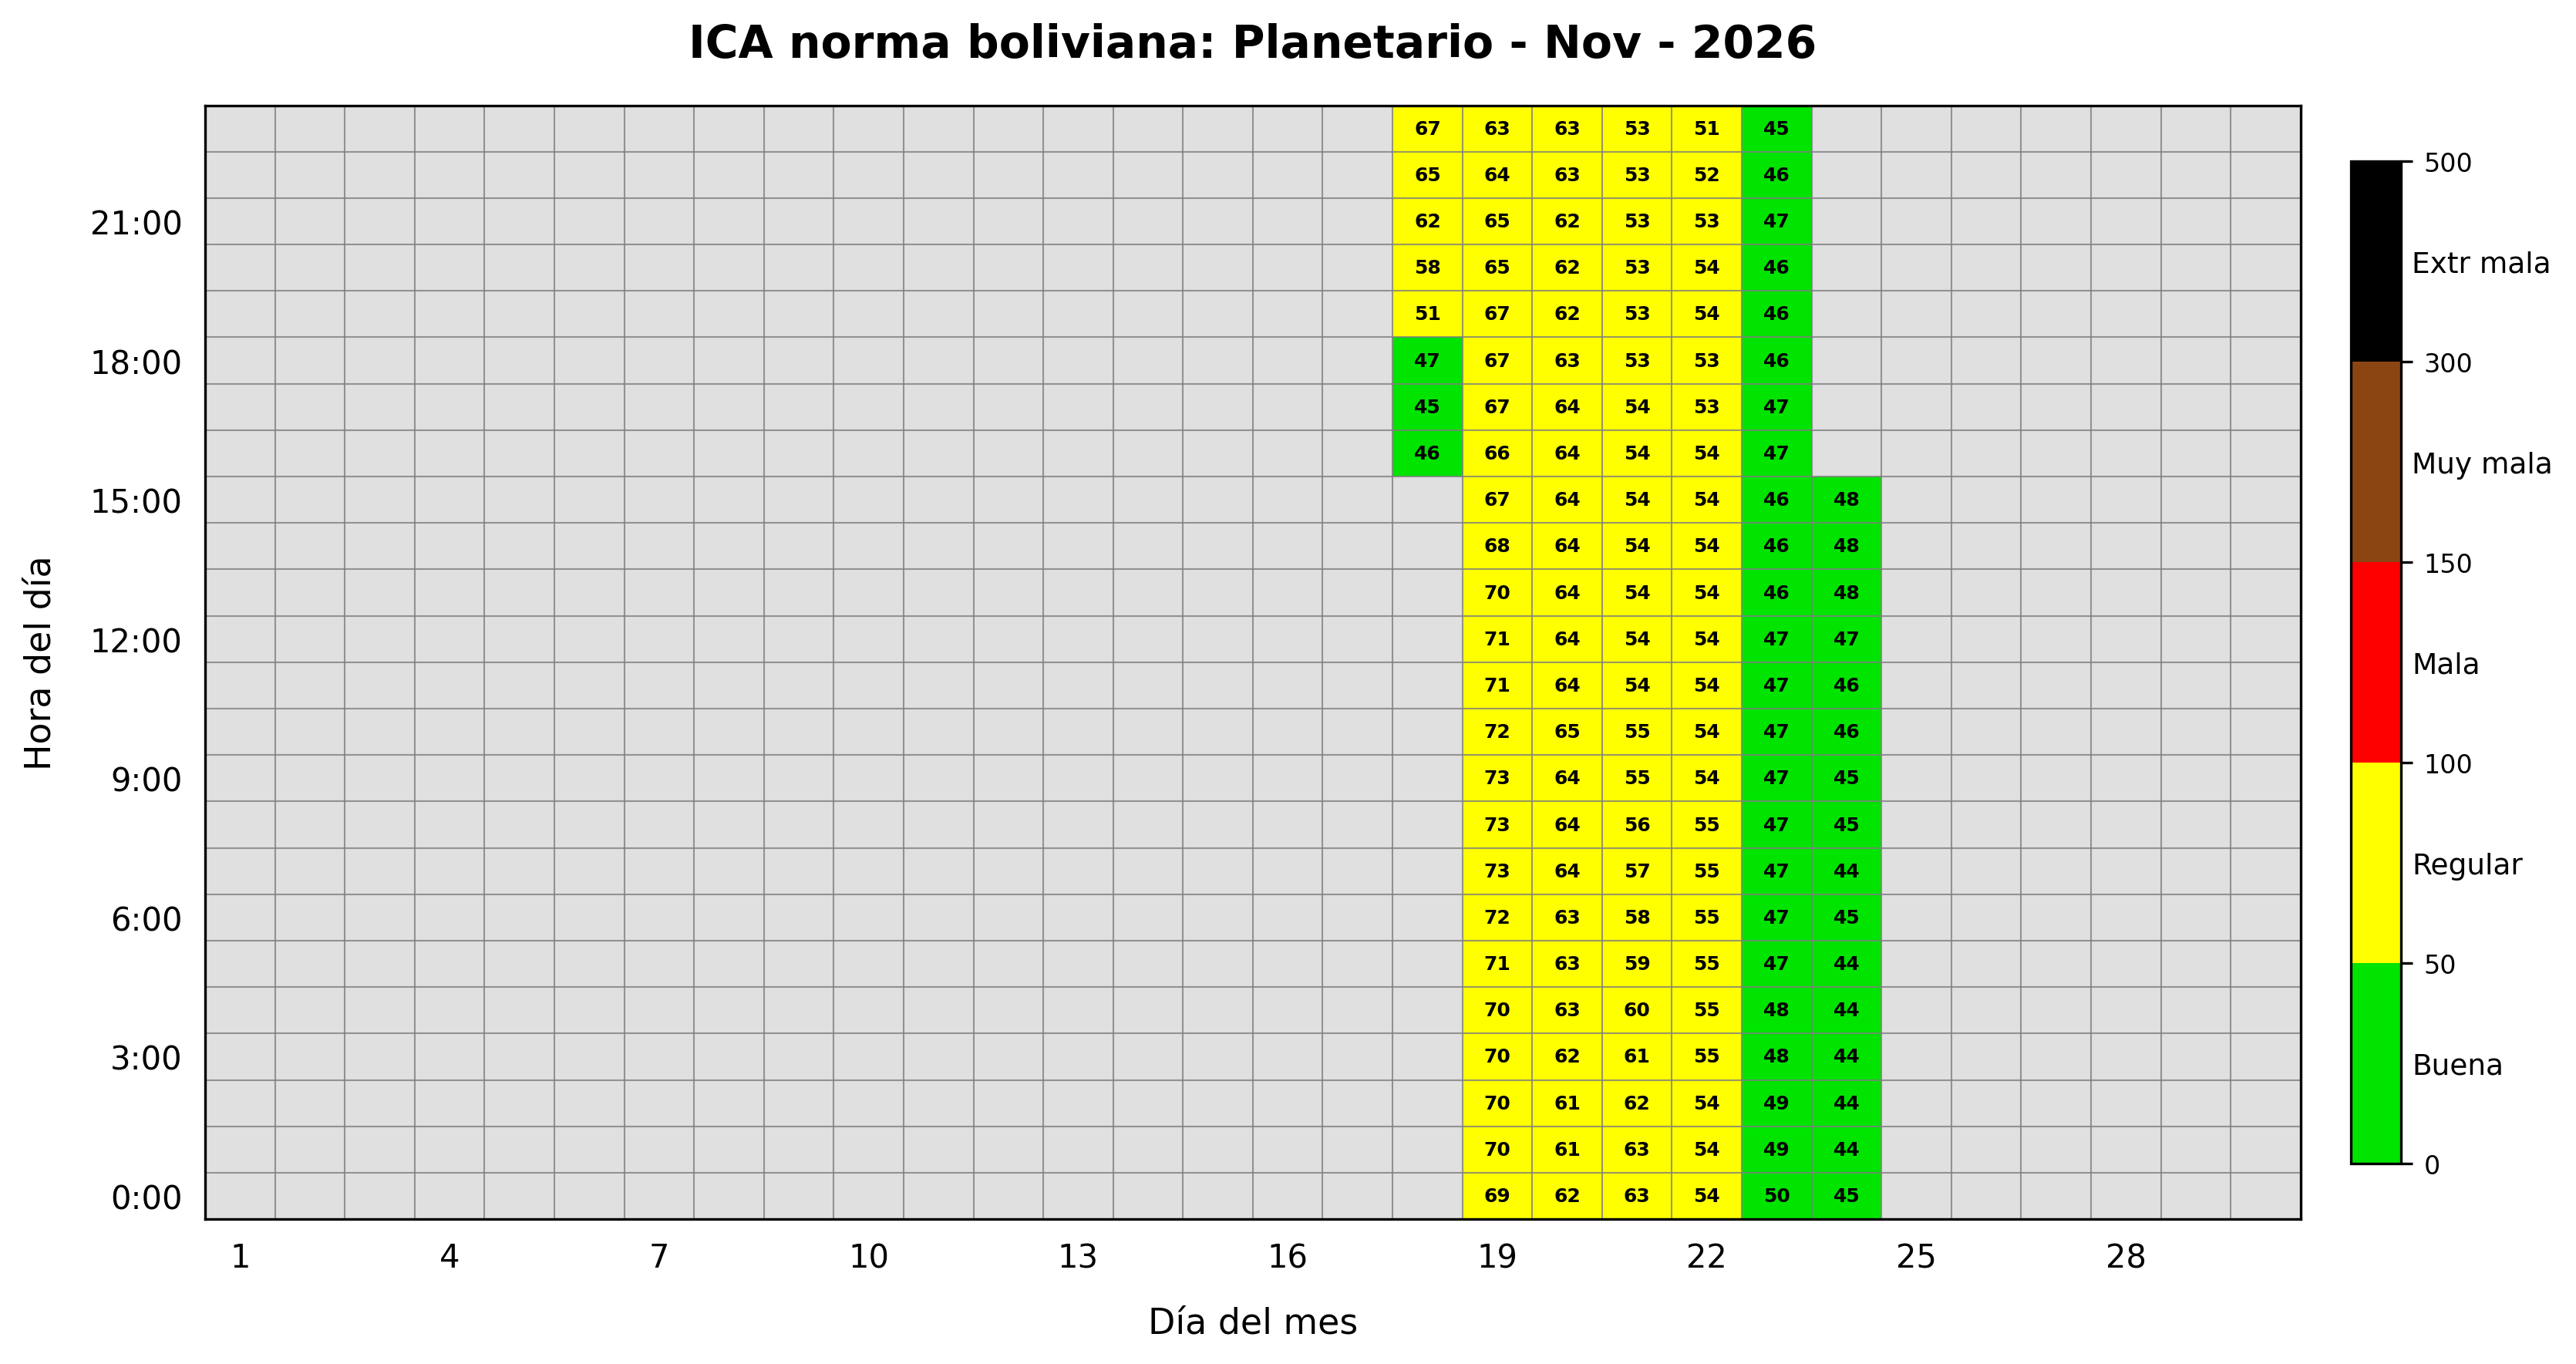 ICA norma boliviana: Planetario - Nov - 2026
67 63 63 53 51 45
65 64 63 53 52 46
21:00 62 65 62 53 53 47
58 65 62 53 54 46
51 67 62 53 54 46
18:00 47 67 63 53 53 46
45 67 64 54 53 47
46 66 64 54 54 47
15:00 67 64 54 54 46 48
68 64 54 54 46 48
70 64 54 54 46 48
12:00 71 64 54 54 47 47
71 64 54 54 47 46
72 65 55 54 47 46
9:00 73 64 55 54 47 45
73 64 56 55 47 45
73 64 57 55 47 44
6:00 72 63 58 55 47 45
71 63 59 55 47 44
70 63 60 55 48 44
3:00 70 62 61 55 48 44
70 61 62 54 49 44
70 61 63 54 49 44
0:00 69 62 63 54 50 45
1 4 7 10 13 16 19 22 25 28
Día del mes
Hora del día
500
Extr mala
300
Muy mala
150
Mala
100
Regular
50
Buena
0